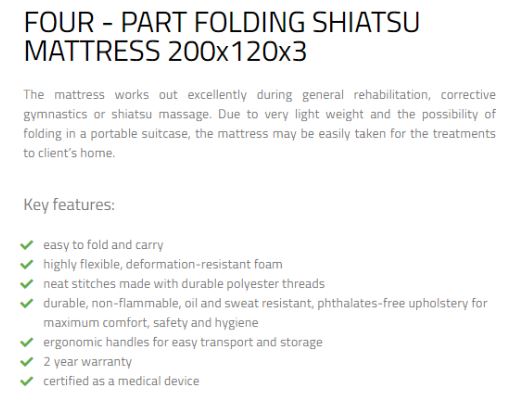 FOUR - PART FOLDING SHIATSU
MATTRESS 200x120x3
The mattress works out excellently during general rehabilitation, corrective
gymnastics or shiatsu massage. Due to very light weight and the possibility of
folding in a portable suitcase, the mattress may be easily taken for the treatments
to client's home.
Key features:
easy to fold and carry
highly flexible, deformation-resistant foam
neat stitches made with durable polyester threads
durable, non-flammable, oil and sweat resistant, phthalates-free upholstery for
maximum comfort, safety and hygiene
ergonomic handles for easy transport and storage
2 year warranty
certified as a medical device